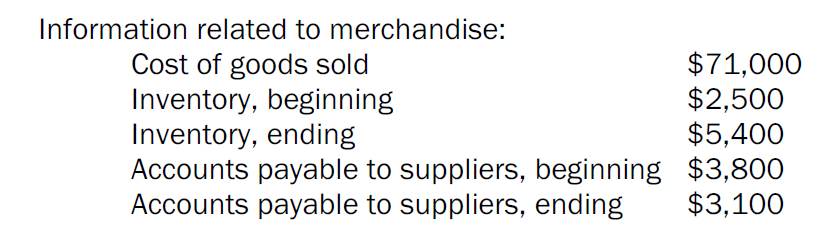 Information related to merchandise:
Cost of goods sold $71,000
Inventory, beginning $2,500
Inventory, ending $5,400
Accounts payable to suppliers, beginning $3,800
Accounts payable to suppliers, ending $3,100